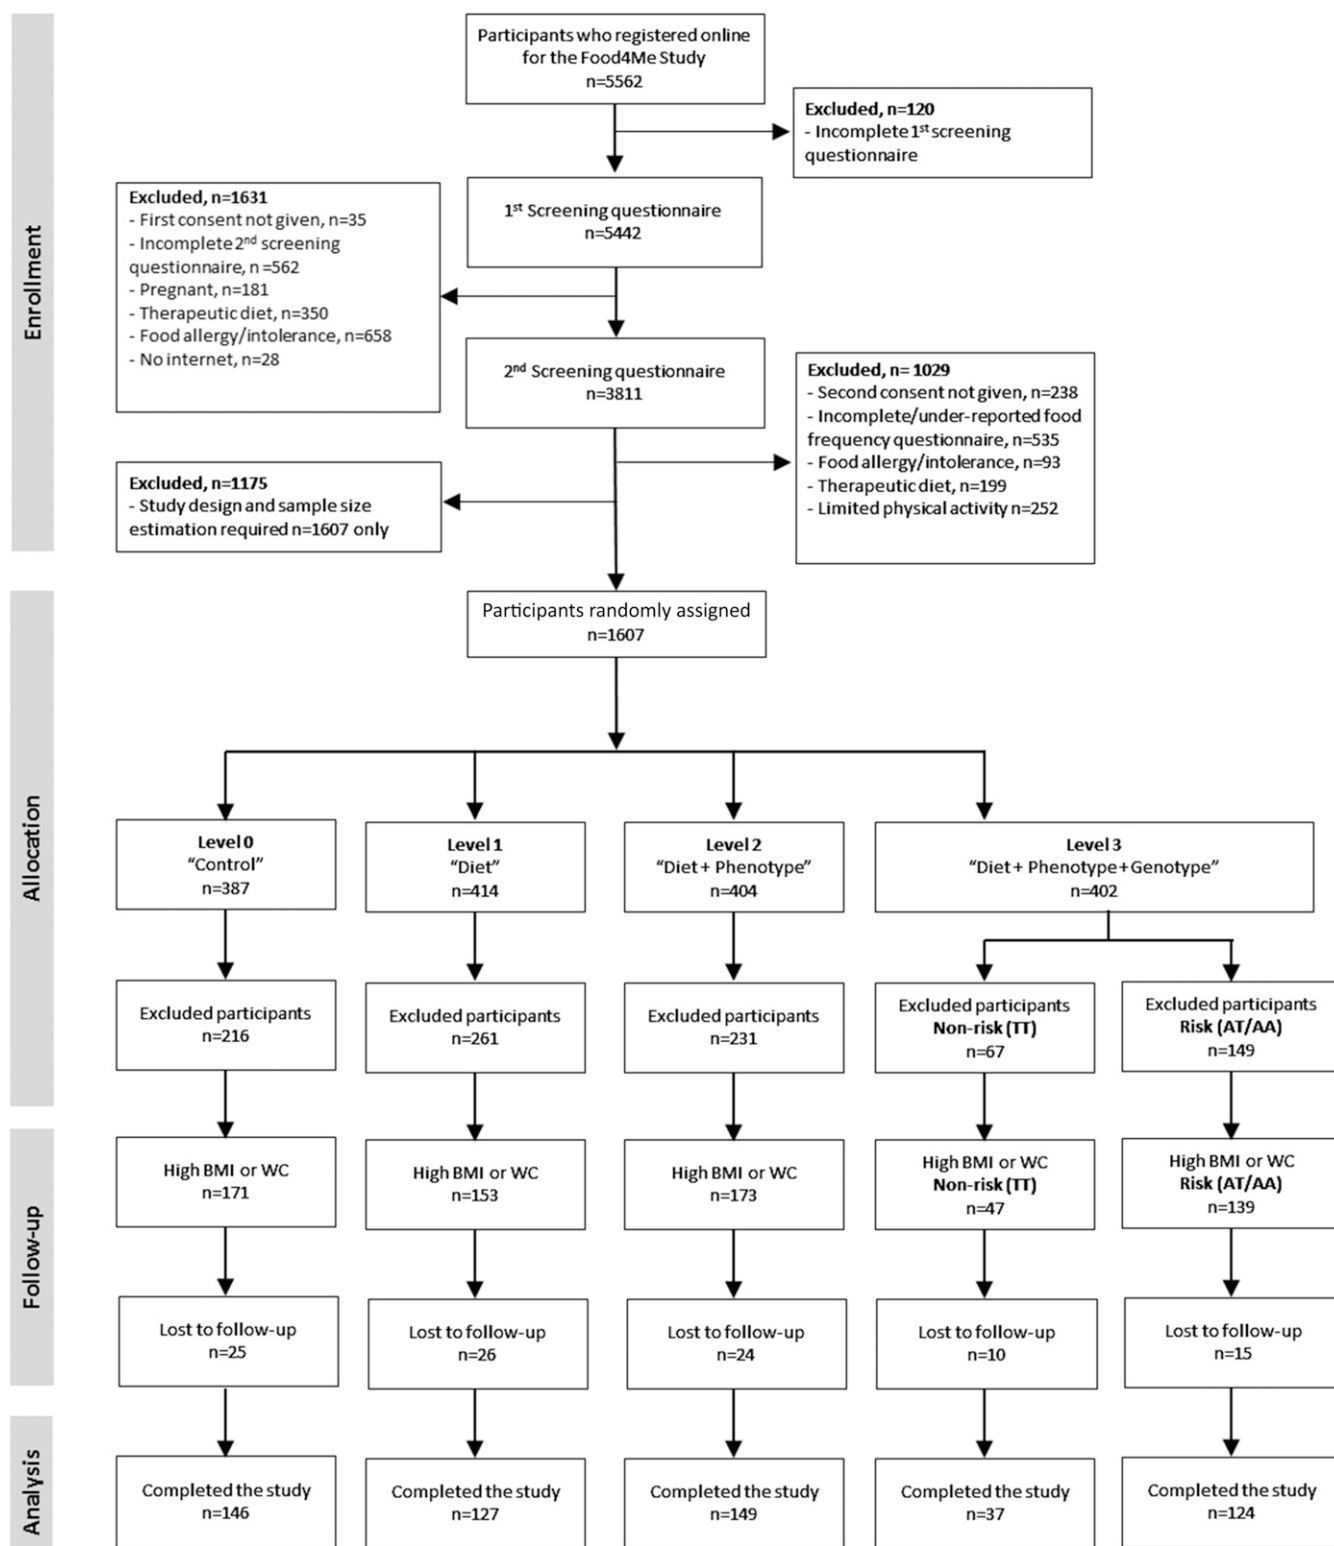 Enrollment
Participants who registered online
for the Food4Me Study
n=5562
Excluded, n=120
- Incomplete 1st screening
questionnaire
1st Screening questionnaire
n=5442
Excluded, n=1631
- First consent not given, n=35
- Incomplete 2nd screening
questionnaire, n =562
- Pregnant, n=181
- Therapeutic diet, n=350
- Food allergy/intolerance, n=658
- No internet, n=28
2nd Screening questionnaire
n=3811
Excluded, n= 1029
- Second consent not given, n=238
- Incomplete/under-reported food
frequency questionnaire, n=535
- Food allergy/intolerance, n=93
- Therapeutic diet, n=199
- Limited physical activity n=252
Excluded, n=1175
- Study design and sample size
estimation required n=1607 only
Allocation
Participants randomly assigned
n=1607
Level 0
“Control”
n=387
Level 1
“Diet”
n=414
Level 2
“Diet + Phenotype”
n=404
Level 3
“Diet + Phenotype+Genotype”
n=402
Excluded participants
n=216
Excluded participants
n=261
Excluded participants
n=231
Excluded participants
Non-risk (TT)
n=67
Excluded participants
Risk (AT/AA)
n=149
Follow-up
High BMI or WC
n=171
High BMI or WC
n=153
High BMI or WC
n=173
High BMI or WC
Non-risk (TT)
n=47
High BMI or WC
Risk (AT/AA)
n=139
Lost to follow-up
n=25
Lost to follow-up
n=26
Lost to follow-up
n=24
Lost to follow-up
n=10
Lost to follow-up
n=15
Analysis
Completed the study
n=146
Completed the study
n=127
Completed the study
n=149
Completed the study
n=37
Completed the study
n=124